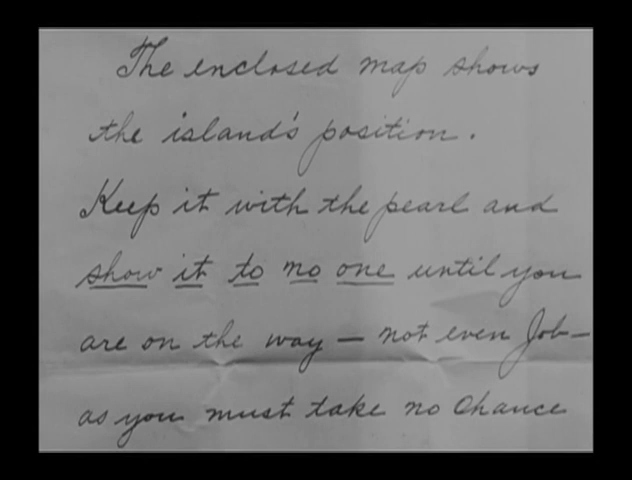 The enclosed map shows
the island's position.
Keep it with the pearl and
show it to no one until you
are on the way — not even Job —
as you must take no chance